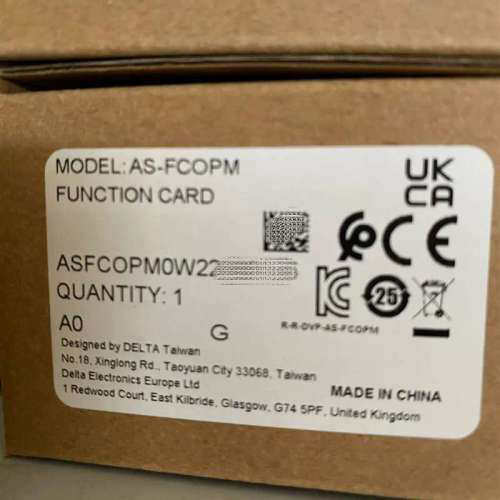 MODEL: AS-FCOPM
FUNCTION CARD
UK
CA
CE
ASFCOPM0W22
25
QUANTITY: 1
R-R-DVP-AS-FCOPM
A0
G
Designed by DELTA Taiwan
No.18, Xinglong Rd., Taoyuan City 33068, Taiwan
Delta Electronics Europe Ltd
MADE IN CHINA
1 Redwood Court, East Kilbride, Glasgow, G74 5PF, United Kingdom